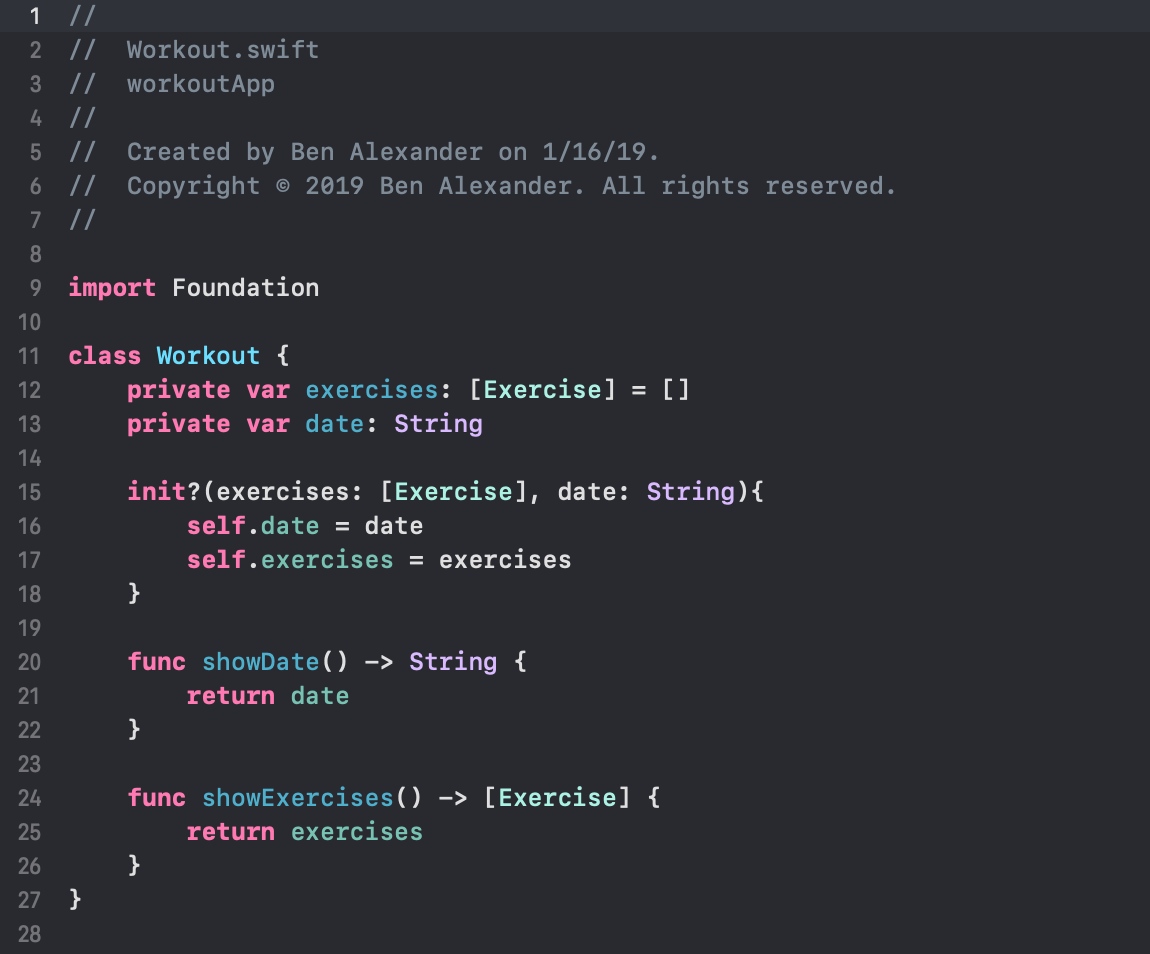 1 //
2 //  Workout.swift
3 //  workoutApp
4 //
5 //  Created by Ben Alexander on 1/16/19.
6 //  Copyright © 2019 Ben Alexander. All rights reserved.
7 //
8
9 import Foundation
10
11 class Workout {
12     private var exercises: [Exercise] = []
13     private var date: String
14
15     init?(exercises: [Exercise], date: String){
16         self.date = date
17         self.exercises = exercises
18     }
19
20     func showDate() -> String {
21         return date
22     }
23
24     func showExercises() -> [Exercise] {
25         return exercises
26     }
27 }
28